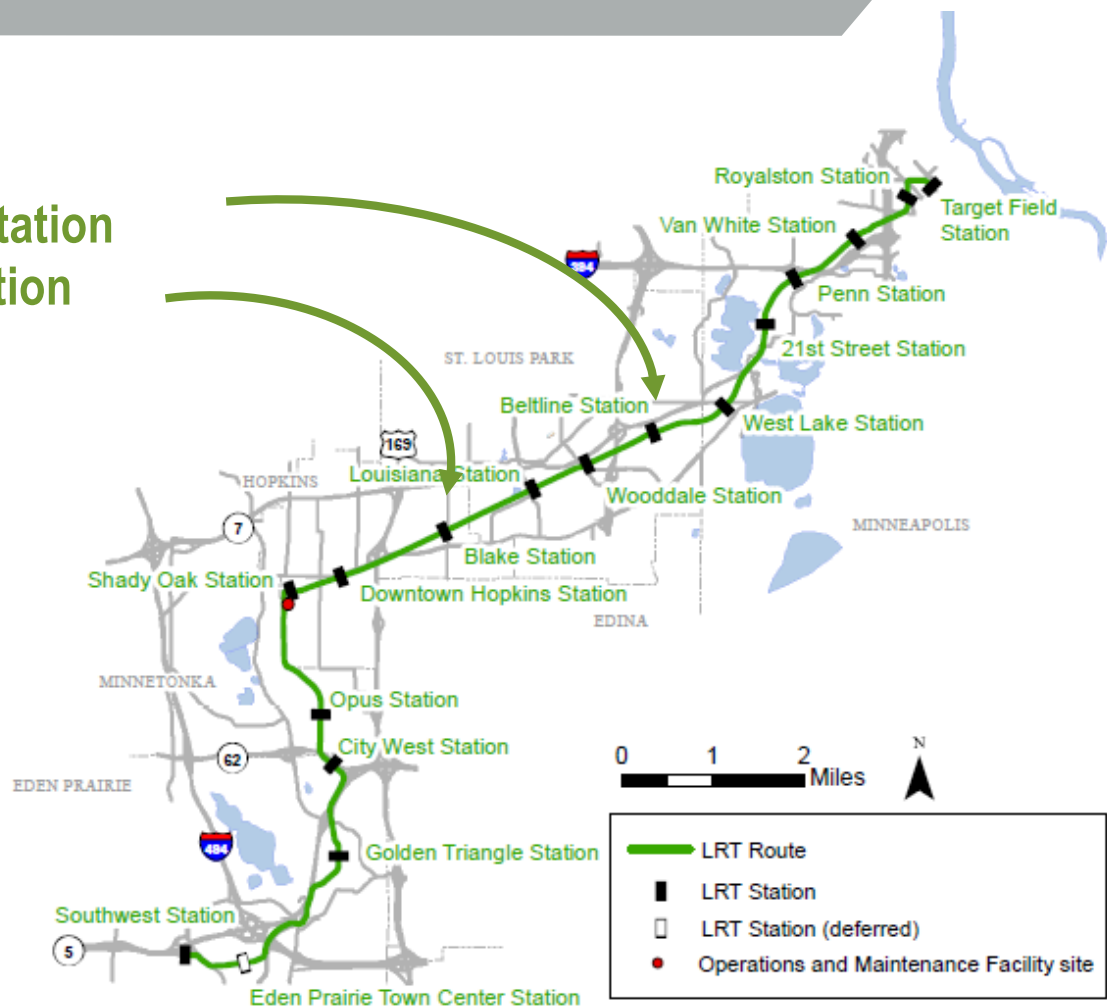 Royalston Station
Target Field
Station
tation
tion
Van White Station
394
Penn Station
21st Street Station
ST. LOUIS PARK
Beltline Station
West Lake Station
169
Louisiana Station
HOPKINS
Wooddale Station
7
MINNEAPOLIS
Blake Station
Shady Oak Station
Downtown Hopkins Station
EDINA
MINNETONKA
Opus Station
City West Station
62
N
0 1 2
Miles
EDEN PRAIRIE
494
Golden Triangle Station
LRT Route
LRT Station
LRT Station (deferred)
Operations and Maintenance Facility site
Southwest Station
5
Eden Prairie Town Center Station